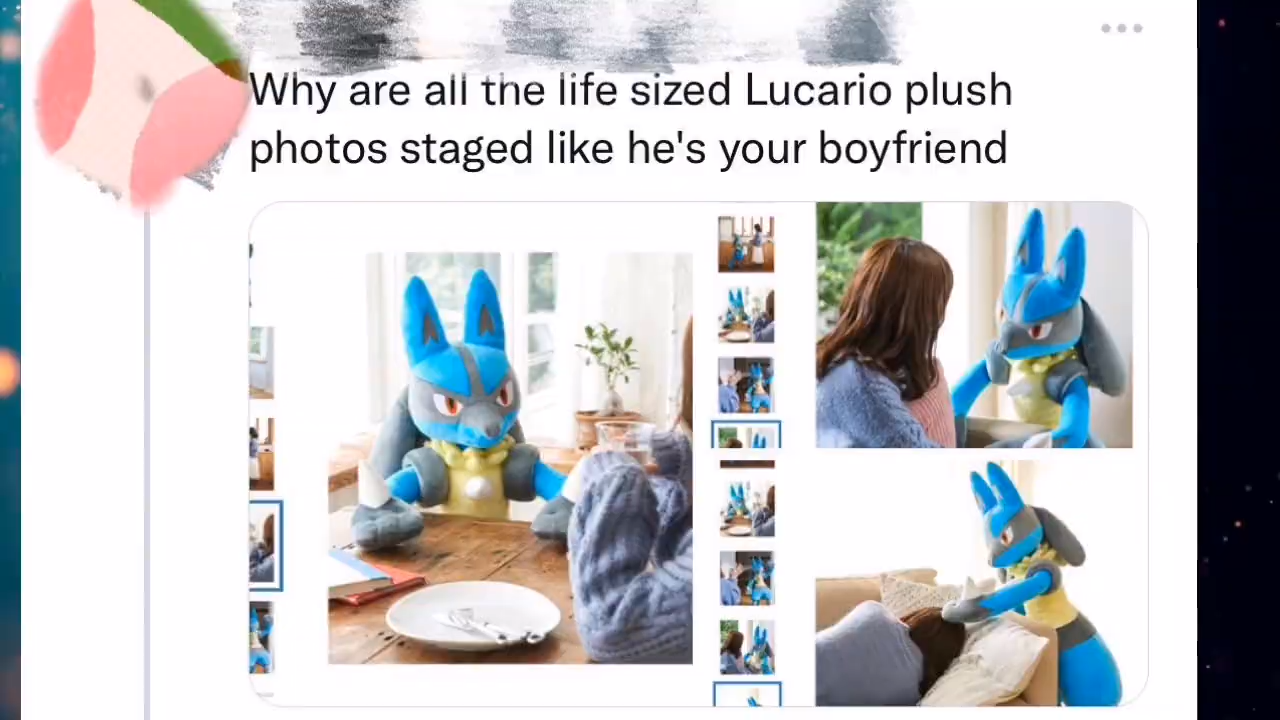 Why are all the life sized Lucario plush
photos staged like he's your boyfriend